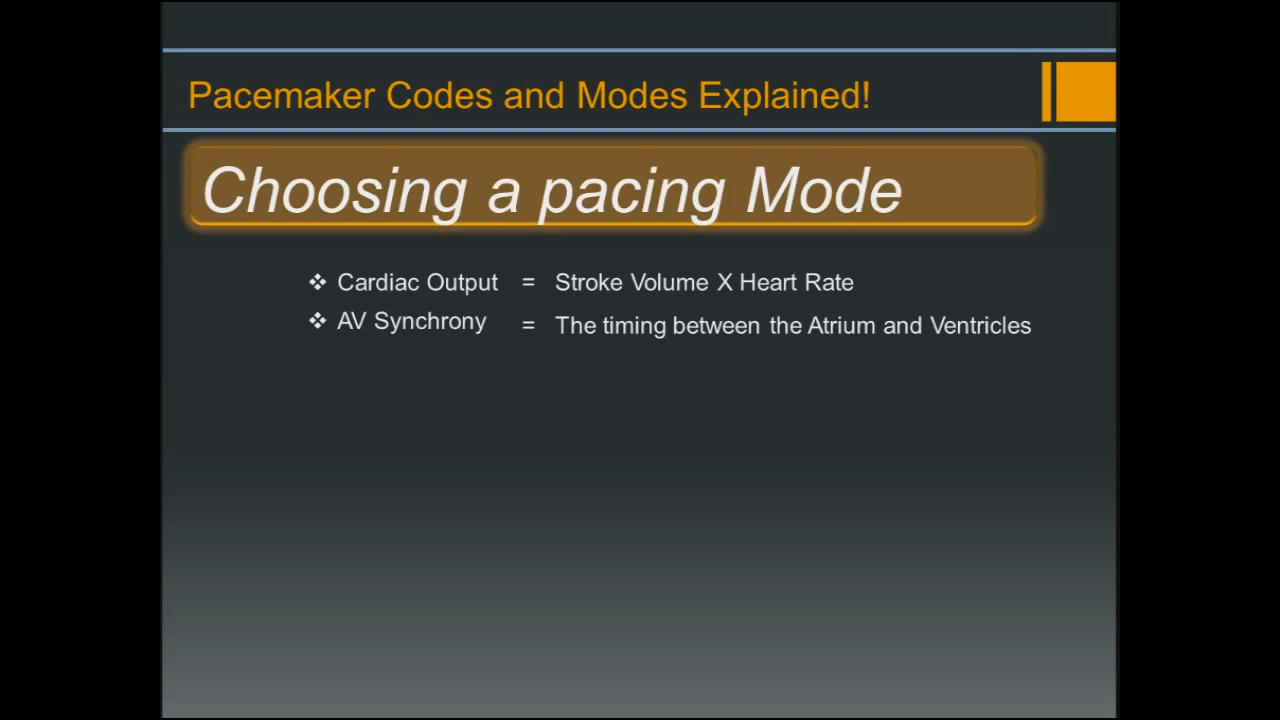 Pacemaker Codes and Modes Explained!
Choosing a pacing Mode
❖ Cardiac Output = Stroke Volume X Heart Rate
❖ AV Synchrony = The timing between the Atrium and Ventricles